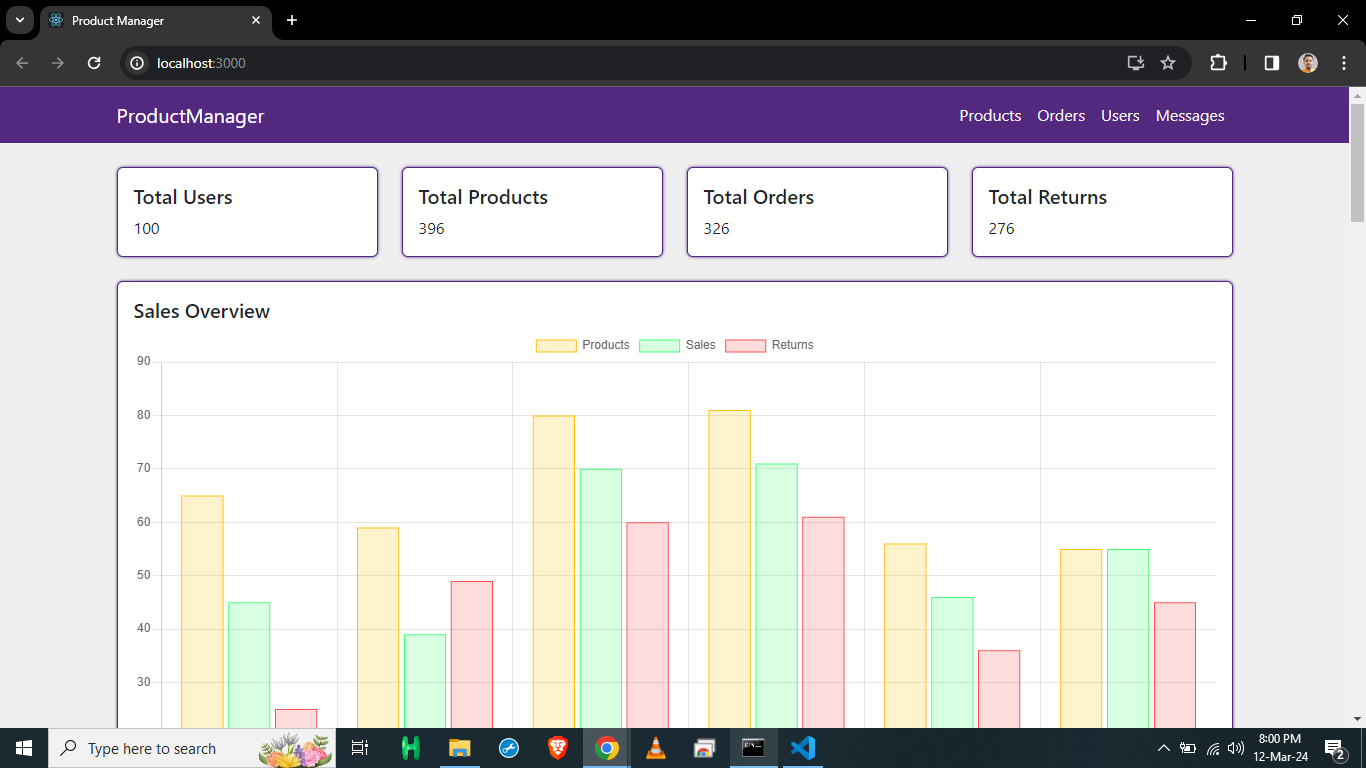 Product Manager
localhost:3000
ProductManager
Products Orders Users Messages
Total Users
100
Total Products
396
Total Orders
326
Total Returns
276
Sales Overview
Products Sales Returns
90
80
70
60
50
40
30
Type here to search
8:00 PM
12-Mar-24
2